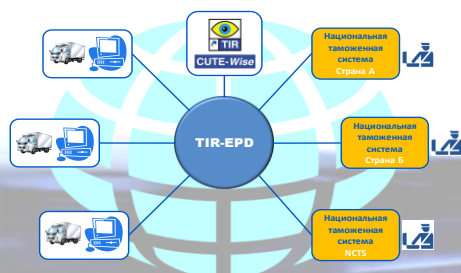 TIR
CUTE-Wise
Национальная
таможенная
система
Страна А
TIR-EPD
Национальная
таможенная
система
Страна Б
Национальная
таможенная
система
NCTS